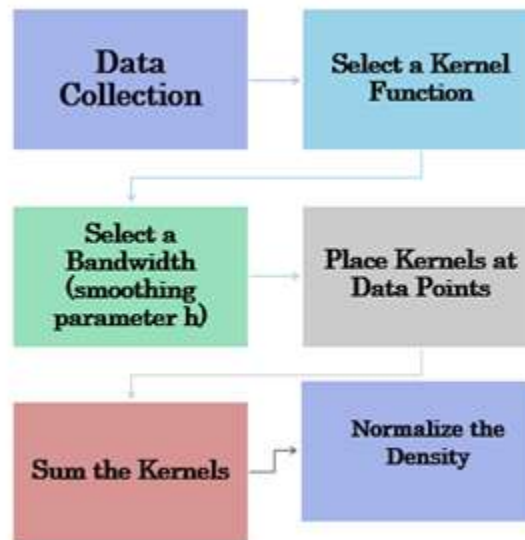 Data
Collection
Select a Kernel
Function
Select a
Bandwidth
(smoothing
parameter h)
Place Kernels at
Data Points
Sum the Kernels
Normalize the
Density